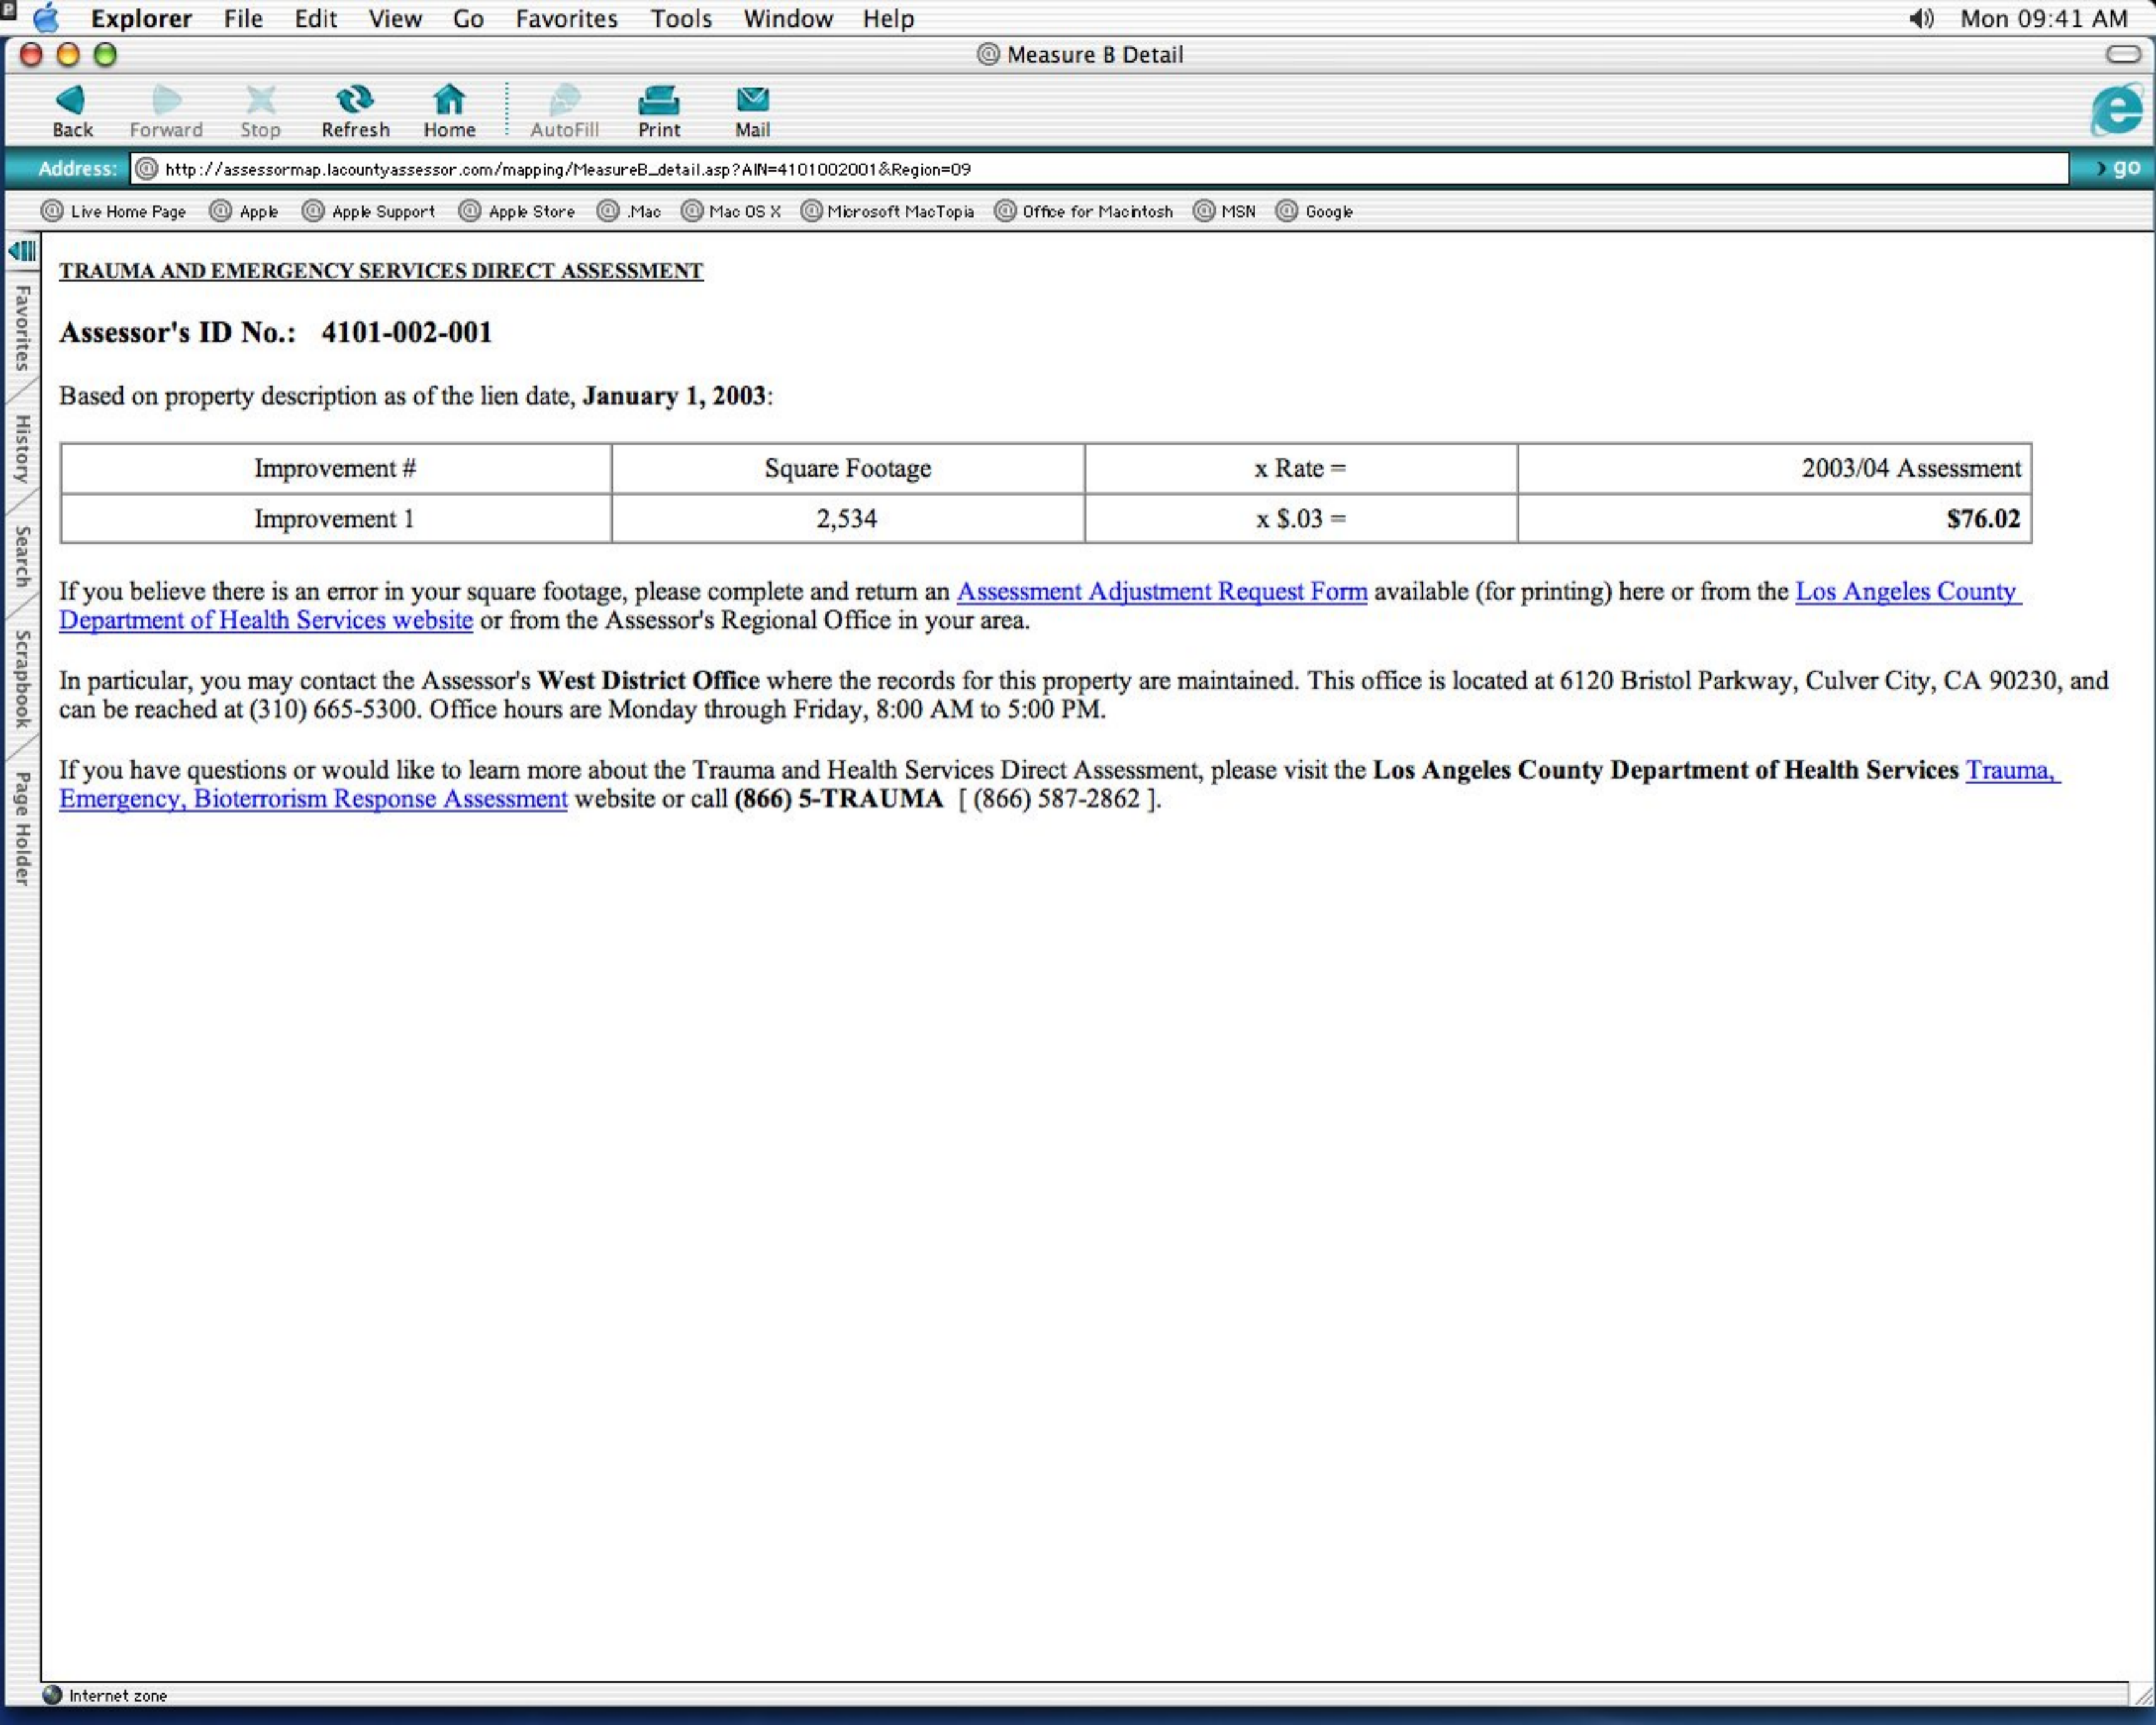 P
Explorer File Edit View Go Favorites Tools Window Help Mon 09:41 AM
Measure B Detail
Back Forward Stop Refresh Home AutoFill Print Mail
Address: http://assessormap.lacountyassessor.com/mapping/MeasureB_detail.asp?AIN=4101002001&Region=09 go
Live Home Page Apple Apple Support Apple Store .Mac Mac OS X Microsoft MacTopia Office for Macintosh MSN Google
Favorites
History
Search
Scrapbook
Page Holder
TRAUMA AND EMERGENCY SERVICES DIRECT ASSESSMENT
Assessor's ID No.: 4101-002-001
Based on property description as of the lien date, January 1, 2003:
Improvement # Square Footage x Rate = 2003/04 Assessment
Improvement 1 2,534 x $.03 = $76.02
If you believe there is an error in your square footage, please complete and return an Assessment Adjustment Request Form available (for printing) here or from the Los Angeles County
Department of Health Services website or from the Assessor's Regional Office in your area.
In particular, you may contact the Assessor's West District Office where the records for this property are maintained. This office is located at 6120 Bristol Parkway, Culver City, CA 90230, and
can be reached at (310) 665-5300. Office hours are Monday through Friday, 8:00 AM to 5:00 PM.
If you have questions or would like to learn more about the Trauma and Health Services Direct Assessment, please visit the Los Angeles County Department of Health Services Trauma,
Emergency, Bioterrorism Response Assessment website or call (866) 5-TRAUMA [ (866) 587-2862 ].
Internet zone